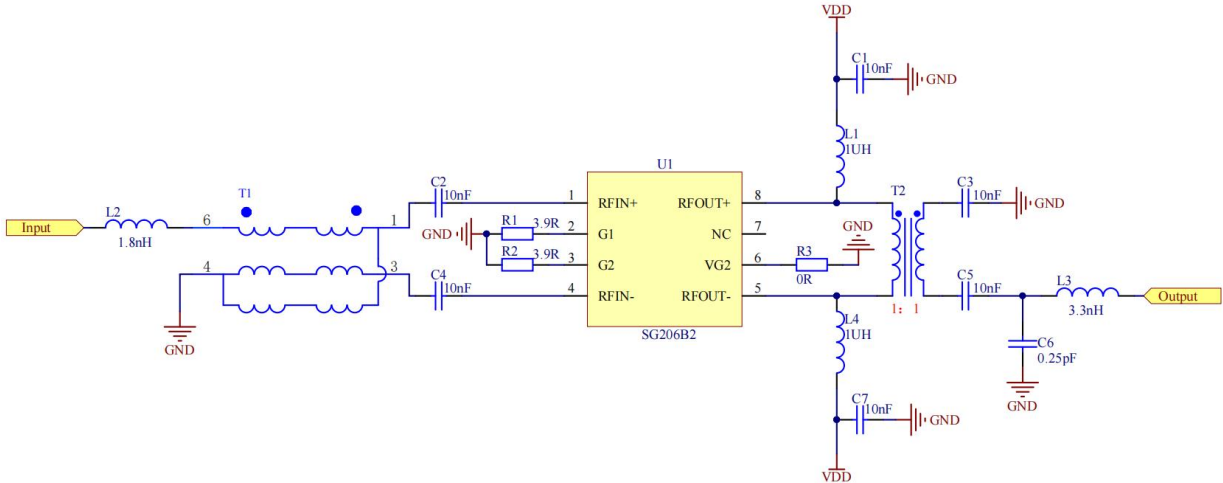 VDD
C1
10nF
GND
L1
1UH
U1
T1
C2
10nF
T2
C3
10nF
GND
1
RFIN+
RFOUT+
8
L2
6
1
R1
3.9R
2
G1
NC
7
GND
GND
Input
1.8nH
R2
3.9R
3
G2
VG2
6
R3
0R
4
3
C4
10nF
4
RFIN-
RFOUT-
5
C5
10nF
L3
Output
3.3nH
1: 1
GND
SG206B2
L4
1UH
C6
0.25pF
GND
C7
10nF
GND
VDD